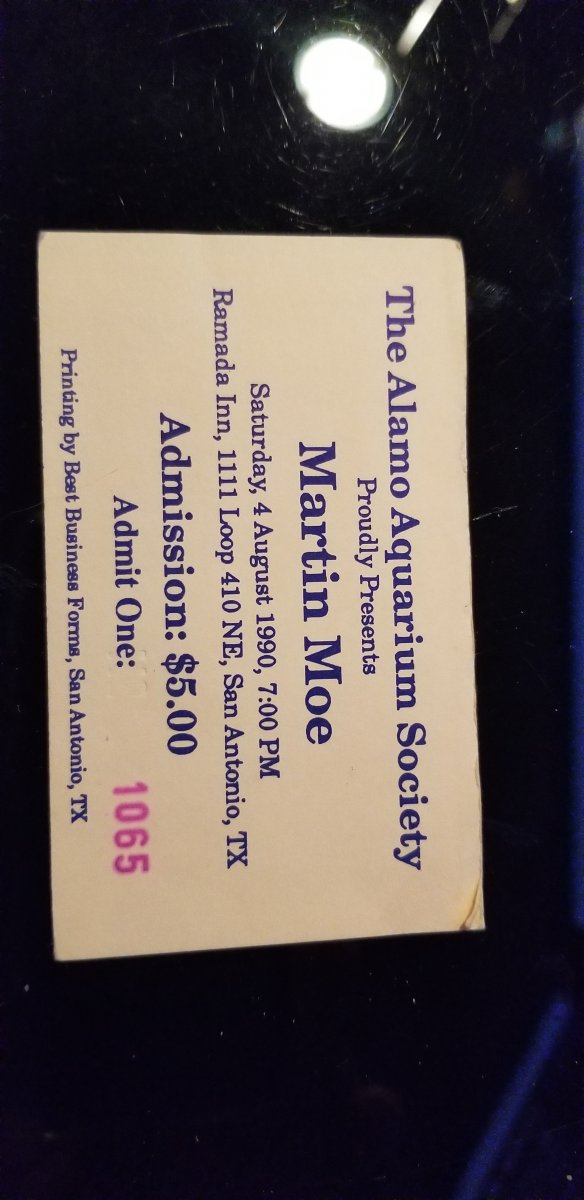 The Alamo Aquarium Society
Proudly Presents
Martin Moe
Saturday, 4 August 1990, 7:00 PM
Ramada Inn, 1111 Loop 410 NE, San Antonio, TX
Admission: $5.00
Admit One: 1065
Printing by Best Business Forms, San Antonio, TX